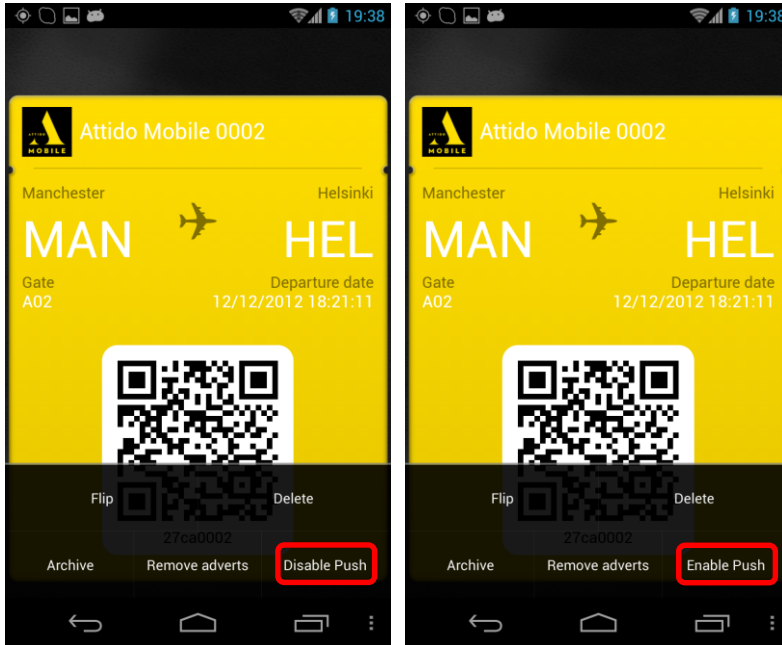 19:38
ATTIDO
MOBILE
Attido Mobile 0002
Manchester Helsinki
MAN HEL
Gate Departure date
A02 12/12/2012 18:21:11
Flip Delete
27ca0002
Archive Remove adverts Disable Push
19:38
ATTIDO
MOBILE
Attido Mobile 0002
Manchester Helsinki
MAN HEL
Gate Departure date
A02 12/12/2012 18:21:11
Flip Delete
27ca0002
Archive Remove adverts Enable Push